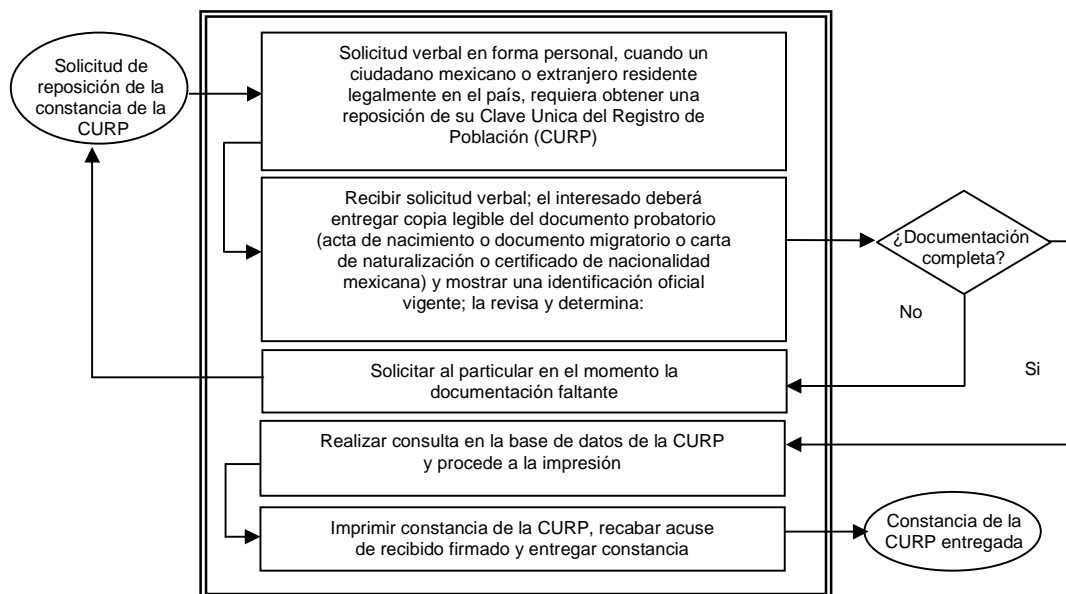 Solicitud de
reposición de la
constancia de la
CURP
Solicitud verbal en forma personal, cuando un
ciudadano mexicano o extranjero residente
legalmente en el país, requiera obtener una
reposición de su Clave Unica del Registro de
Población (CURP)
Recibir solicitud verbal; el interesado deberá
entregar copia legible del documento probatorio
(acta de nacimiento o documento migratorio o carta
de naturalización o certificado de nacionalidad
mexicana) y mostrar una identificación oficial
vigente; la revisa y determina:
¿Documentación
completa?
No
Si
Solicitar al particular en el momento la
documentación faltante
Realizar consulta en la base de datos de la CURP
y procede a la impresión
Imprimir constancia de la CURP, recabar acuse
de recibido firmado y entregar constancia
Constancia de la
CURP entregada